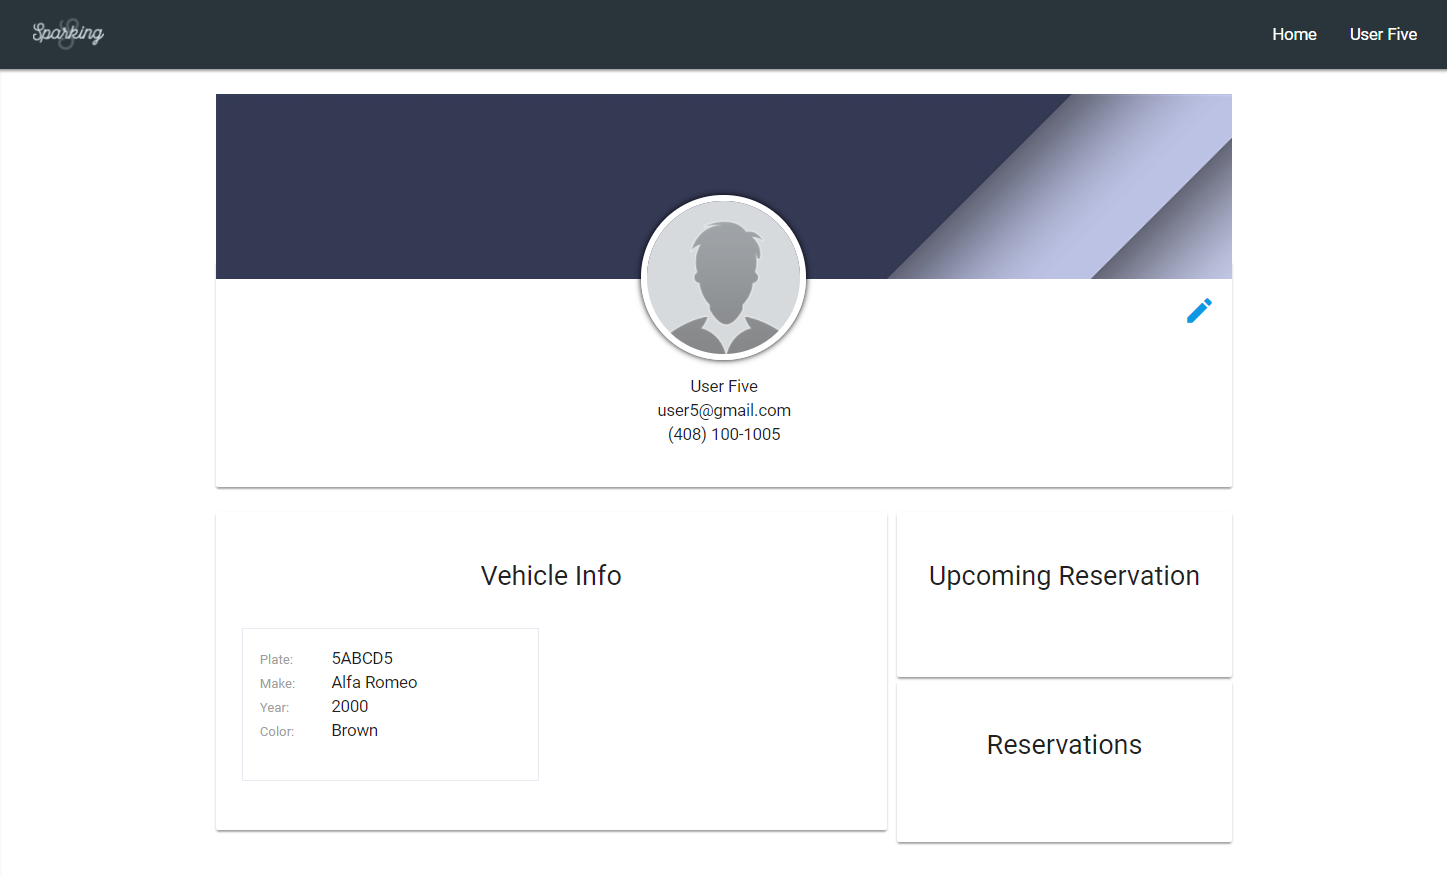 Sparking
Home
User Five
User Five
user5@gmail.com
(408) 100-1005
Vehicle Info
Plate: 5ABCD5
Make: Alfa Romeo
Year: 2000
Color: Brown
Upcoming Reservation
Reservations